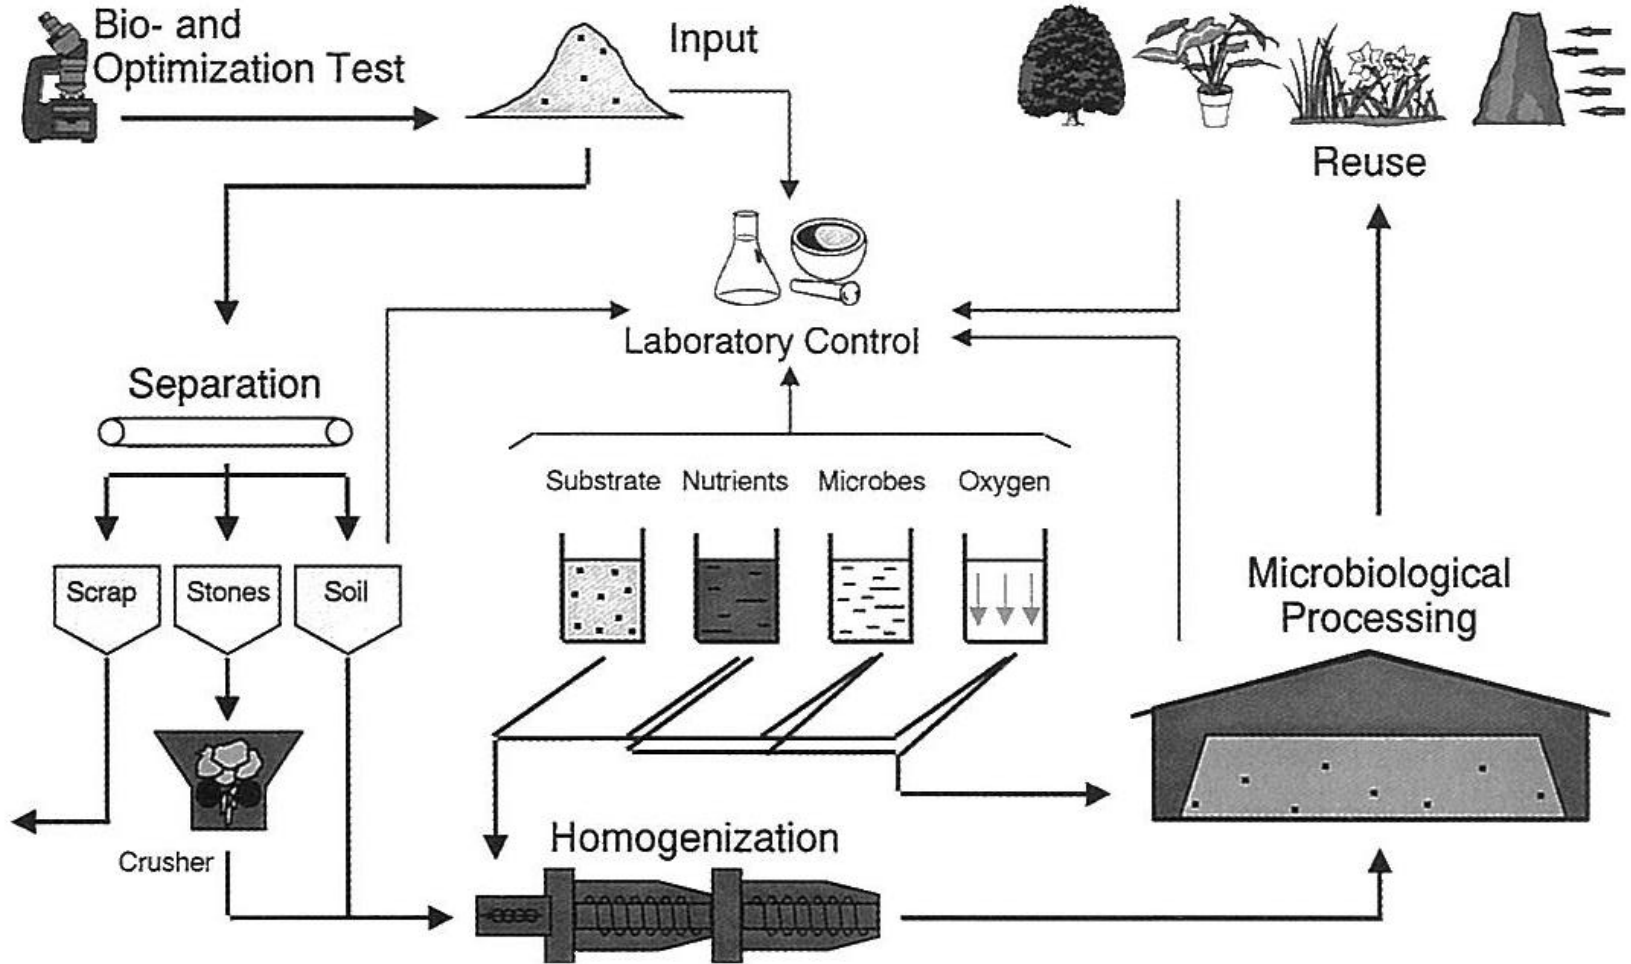 Bio- and
Optimization Test
Input
Reuse
Laboratory Control
Separation
Substrate Nutrients Microbes Oxygen
Scrap Stones Soil
Microbiological
Processing
Crusher
Homogenization